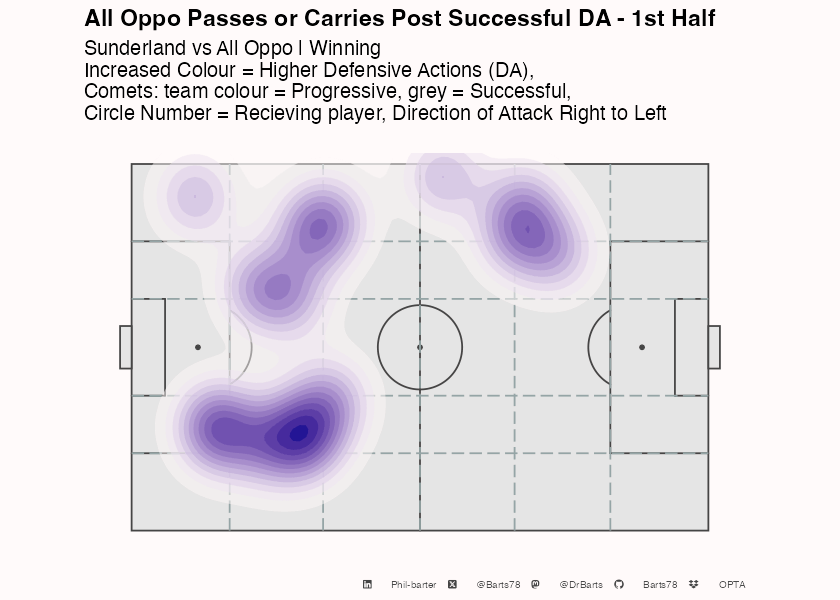 All Oppo Passes or Carries Post Successful DA - 1st Half
Sunderland vs All Oppo | Winning
Increased Colour = Higher Defensive Actions (DA),
Comets: team colour = Progressive, grey = Successful,
Circle Number = Recieving player, Direction of Attack Right to Left
Phil-barter @Barts78 @DrBarts Barts78 OPTA